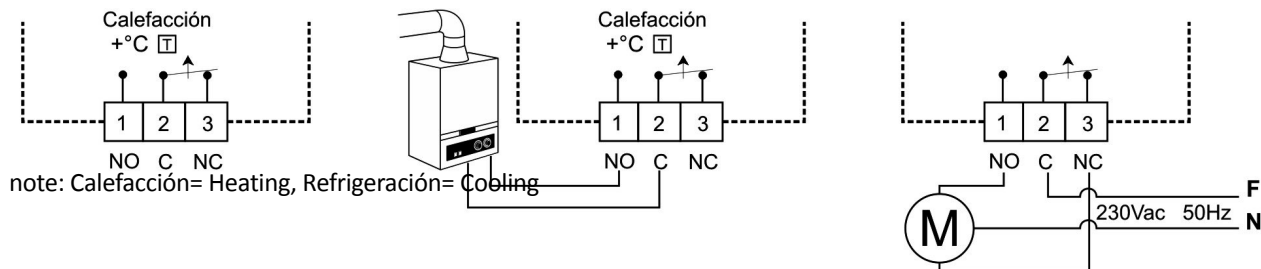 Calefacción
+°C T
1 2 3
NO C NC
note: Calefacción= Heating, Refrigeración= Cooling
Calefacción
+°C T
1 2 3
NO C NC
1 2 3
NO C NC
F
230Vac 50Hz N
M